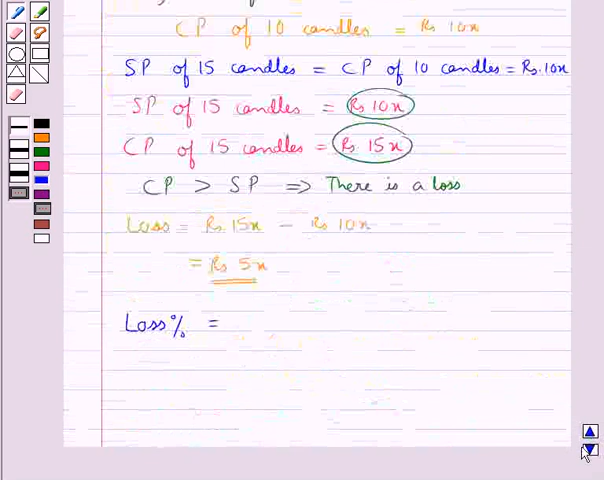 CP of 10 candles = Rs 10x
SP of 15 candles = CP of 10 candles = Rs. 10x
SP of 15 candles = Rs 10x
CP of 15 candles = Rs 15x
CP > SP ⇒ There is a loss
Loss = Rs 15x - Rs 10x
= Rs 5x
Loss% =